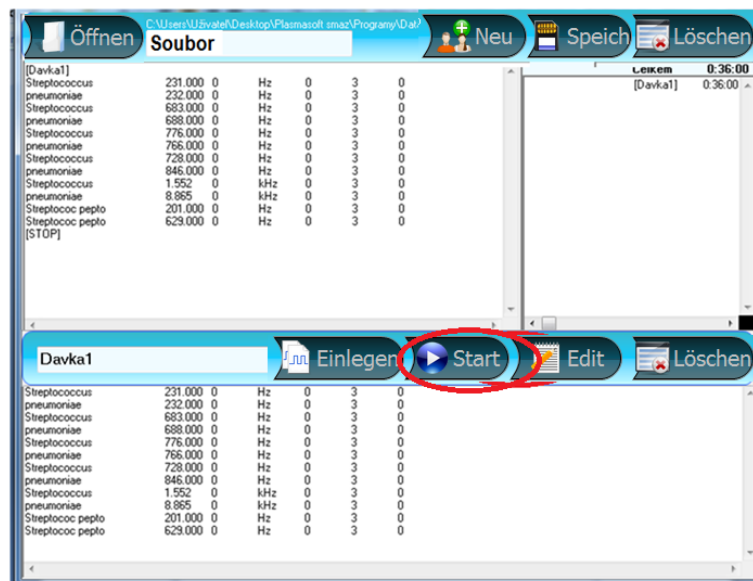 Öffnen
C:\Users\Uživatel\Desktop\Plasmasoft smaz\Programy\Dat\
Soubor
Neu
Speich
Löschen
[Davka1]
Streptococcus 231.000 0 Hz 0 3 0
pneumoniae 232.000 0 Hz 0 3 0
Streptococcus 683.000 0 Hz 0 3 0
pneumoniae 688.000 0 Hz 0 3 0
Streptococcus 776.000 0 Hz 0 3 0
pneumoniae 766.000 0 Hz 0 3 0
Streptococcus 728.000 0 Hz 0 3 0
pneumoniae 846.000 0 Hz 0 3 0
Streptococcus 1.552 0 kHz 0 3 0
pneumoniae 8.865 0 kHz 0 3 0
Streptococ pepto 201.000 0 Hz 0 3 0
Streptococ pepto 629.000 0 Hz 0 3 0
[STOP]
Celkem 0:36:00
[Davka1] 0:36:00
Davka1
Einlegen
Start
Edit
Löschen
Streptococcus 231.000 0 Hz 0 3 0
pneumoniae 232.000 0 Hz 0 3 0
Streptococcus 683.000 0 Hz 0 3 0
pneumoniae 688.000 0 Hz 0 3 0
Streptococcus 776.000 0 Hz 0 3 0
pneumoniae 766.000 0 Hz 0 3 0
Streptococcus 728.000 0 Hz 0 3 0
pneumoniae 846.000 0 Hz 0 3 0
Streptococcus 1.552 0 kHz 0 3 0
pneumoniae 8.865 0 kHz 0 3 0
Streptococ pepto 201.000 0 Hz 0 3 0
Streptococ pepto 629.000 0 Hz 0 3 0